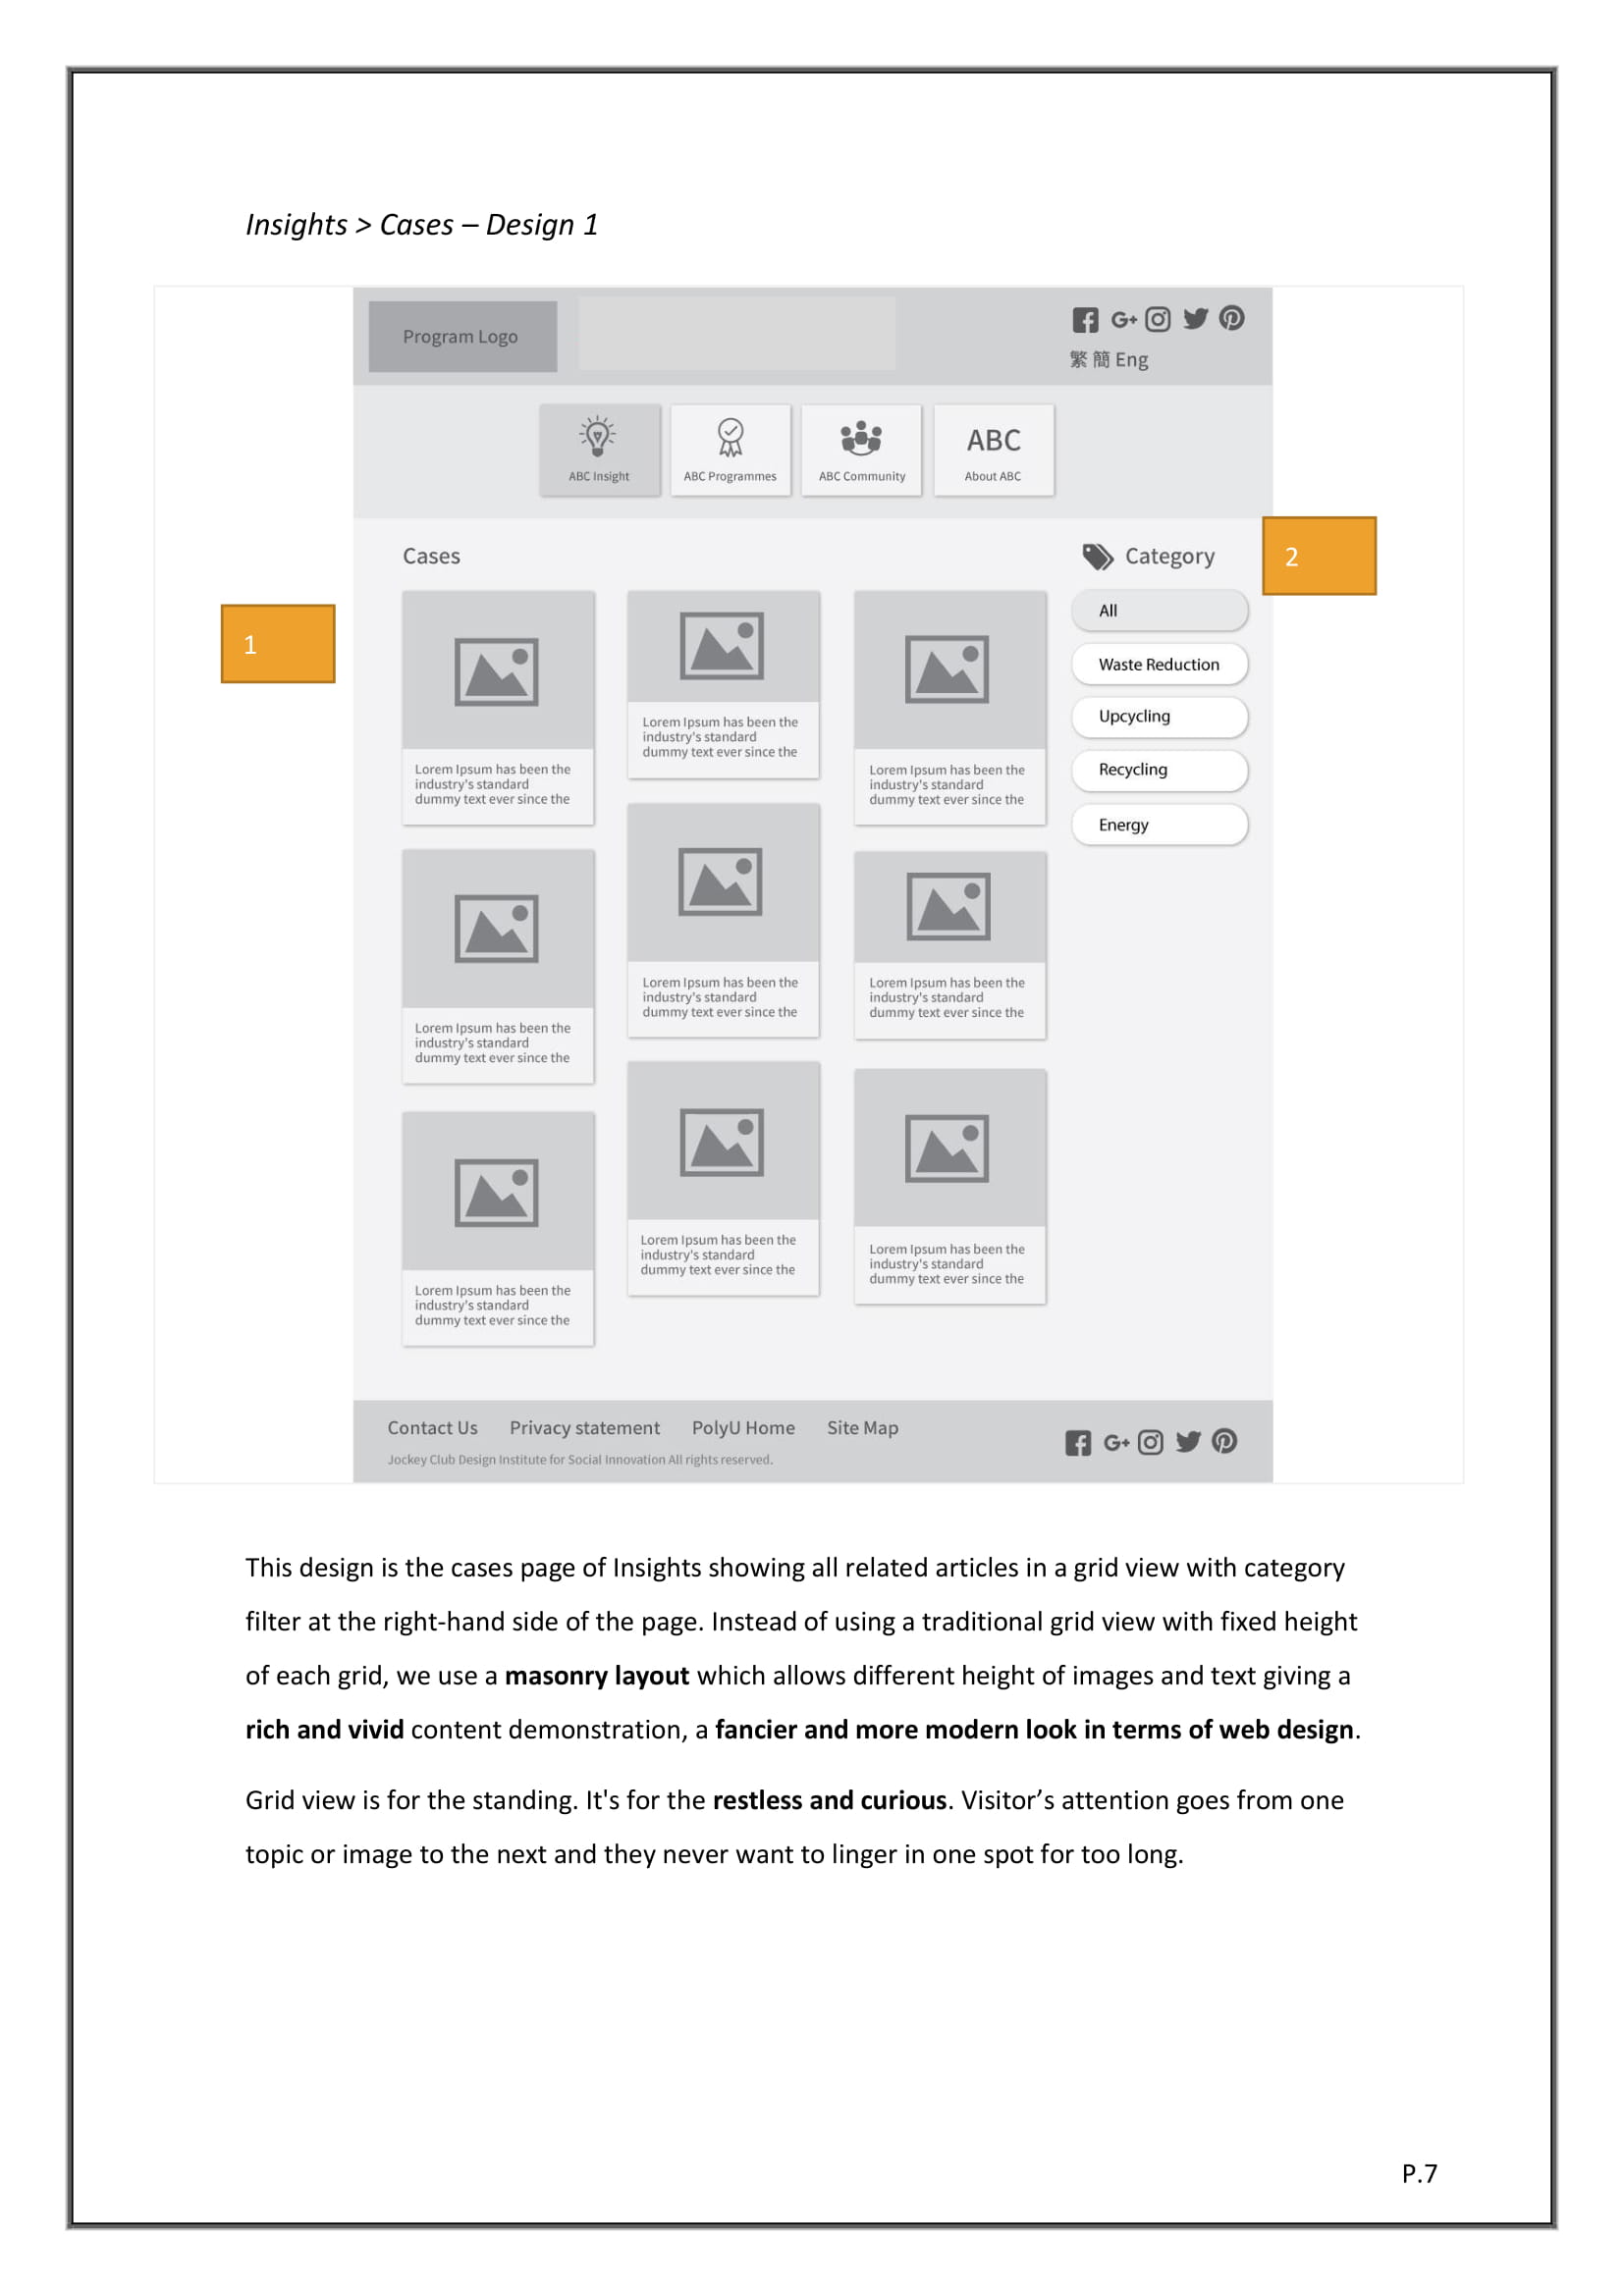 Insights > Cases – Design 1
Program Logo
繁 簡 Eng
ABC
ABC Insight
ABC Programmes
ABC Community
About ABC
Cases
Category
1
2
Lorem Ipsum has been the
industry's standard
dummy text ever since the
Lorem Ipsum has been the
industry's standard
dummy text ever since the
Lorem Ipsum has been the
industry's standard
dummy text ever since the
All
Waste Reduction
Upcycling
Recycling
Energy
Lorem Ipsum has been the
industry's standard
dummy text ever since the
Lorem Ipsum has been the
industry's standard
dummy text ever since the
Lorem Ipsum has been the
industry's standard
dummy text ever since the
Lorem Ipsum has been the
industry's standard
dummy text ever since the
Lorem Ipsum has been the
industry's standard
dummy text ever since the
Lorem Ipsum has been the
industry's standard
dummy text ever since the
Contact Us Privacy statement PolyU Home Site Map
Jockey Club Design Institute for Social Innovation All rights reserved.
This design is the cases page of Insights showing all related articles in a grid view with category
filter at the right-hand side of the page. Instead of using a traditional grid view with fixed height
of each grid, we use a masonry layout which allows different height of images and text giving a
rich and vivid content demonstration, a fancier and more modern look in terms of web design.
Grid view is for the standing. It's for the restless and curious. Visitor’s attention goes from one
topic or image to the next and they never want to linger in one spot for too long.
P.7